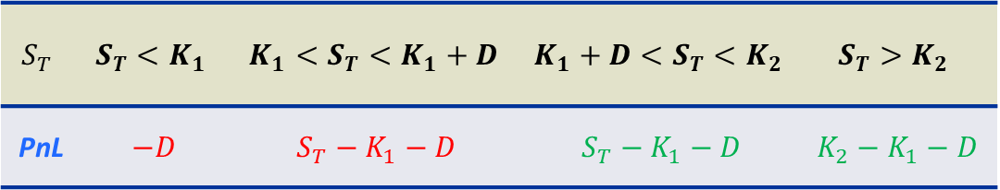 S_T S_T < K_1 K_1 < S_T < K_1 + D K_1 + D < S_T < K_2 S_T > K_2
PnL −D S_T − K_1 − D S_T − K_1 − D K_2 − K_1 − D